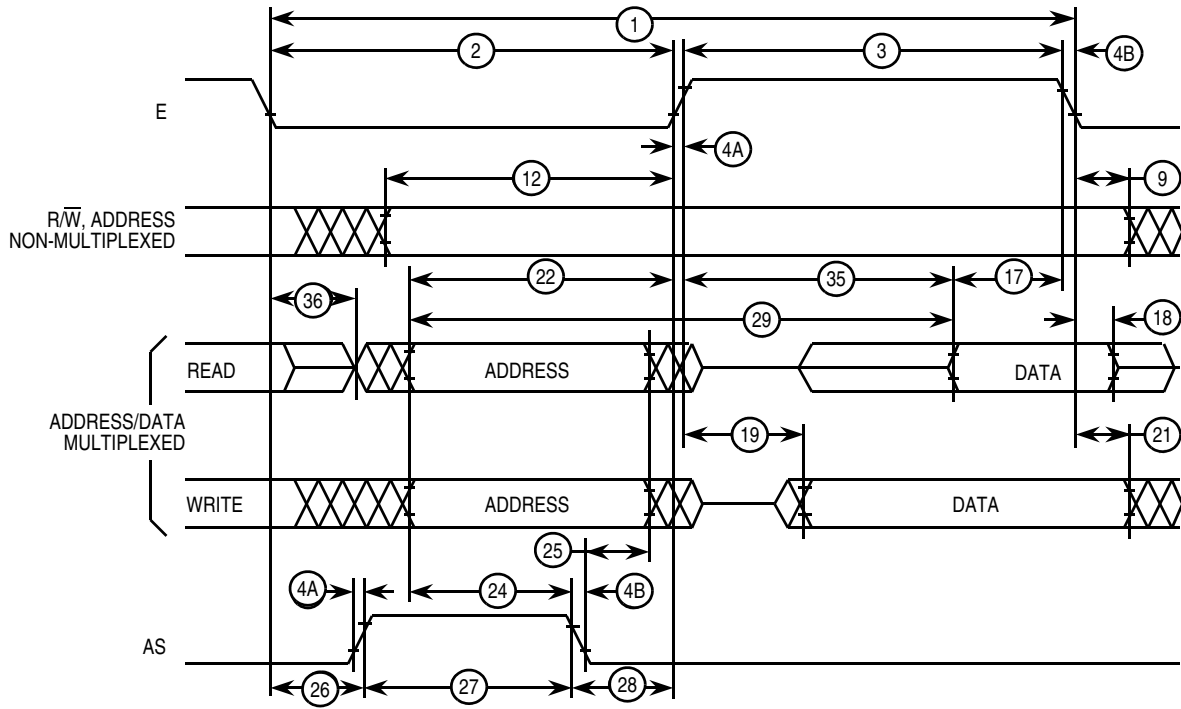 1
2
3
4B
E
4A
12
9
R/W̅, ADDRESS
NON-MULTIPLEXED
22
35
17
36
29
18
READ
ADDRESS
DATA
ADDRESS/DATA
MULTIPLEXED
19
21
WRITE
ADDRESS
DATA
25
4A
24
4B
AS
26
27
28